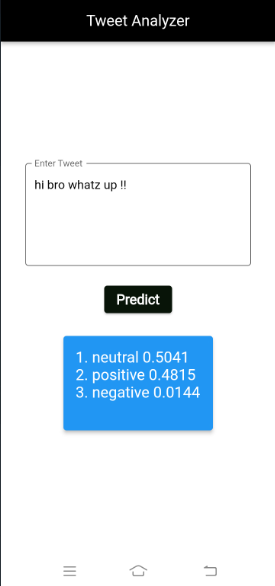 Tweet Analyzer
Enter Tweet
hi bro whatz up !!
Predict
1. neutral 0.5041
2. positive 0.4815
3. negative 0.0144